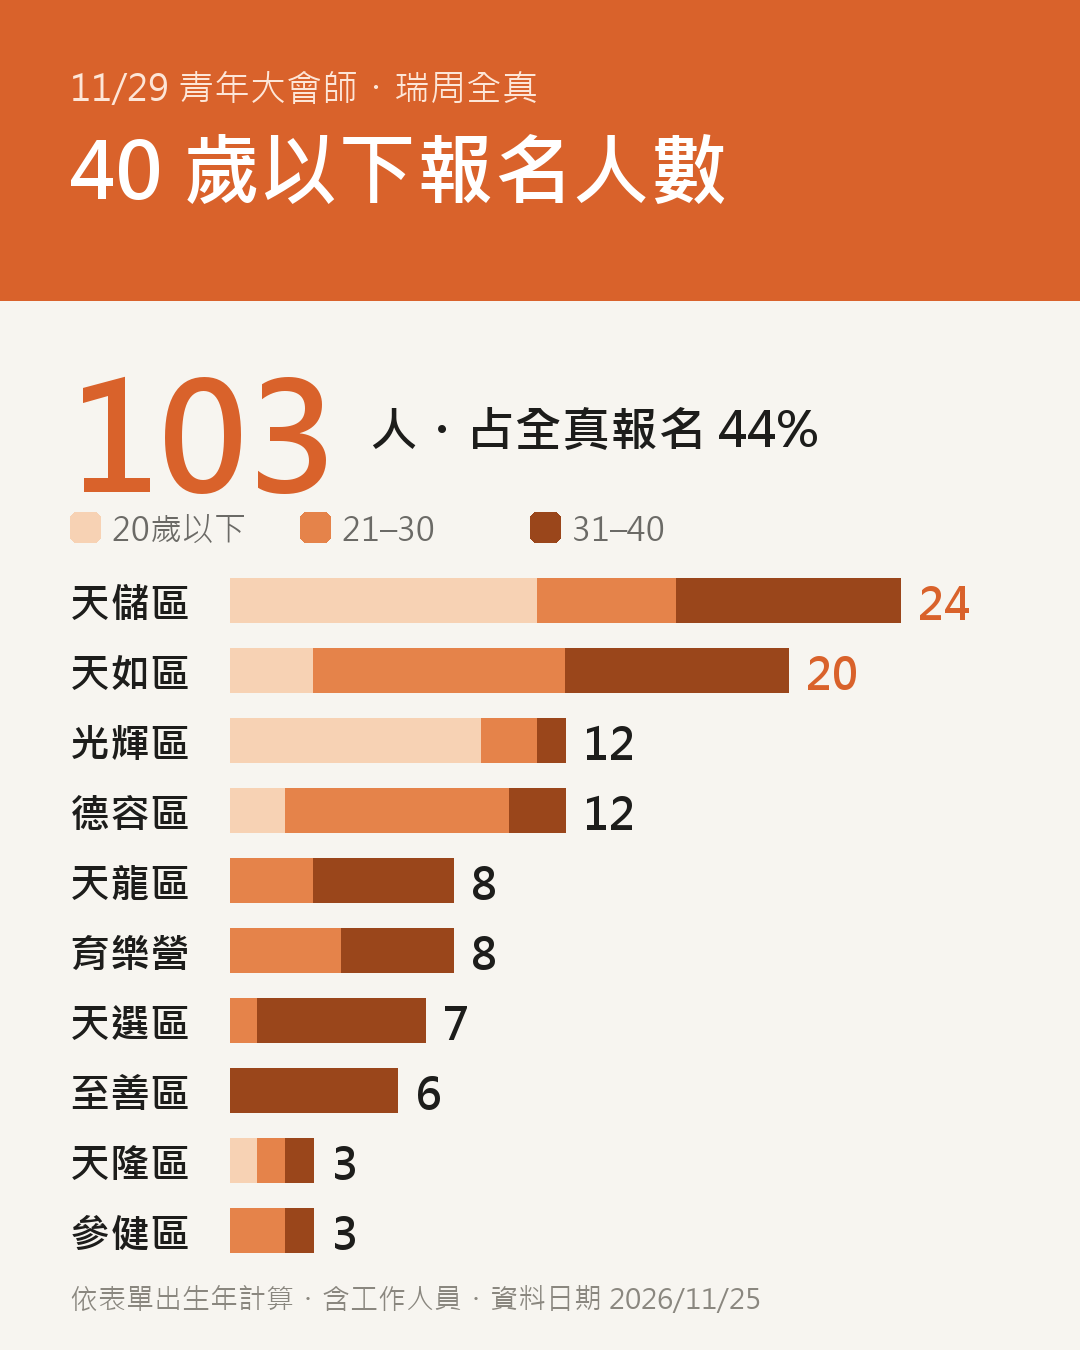 11/29 青年大會師 · 瑞周全真
40 歲以下報名人數
103 人 · 占全真報名 44%
20歲以下 21–30 31–40
天儲區 24
天如區 20
光輝區 12
德容區 12
天龍區 8
育樂營 8
天選區 7
至善區 6
天隆區 3
參健區 3
依表單出生年計算 · 含工作人員 · 資料日期 2026/11/25